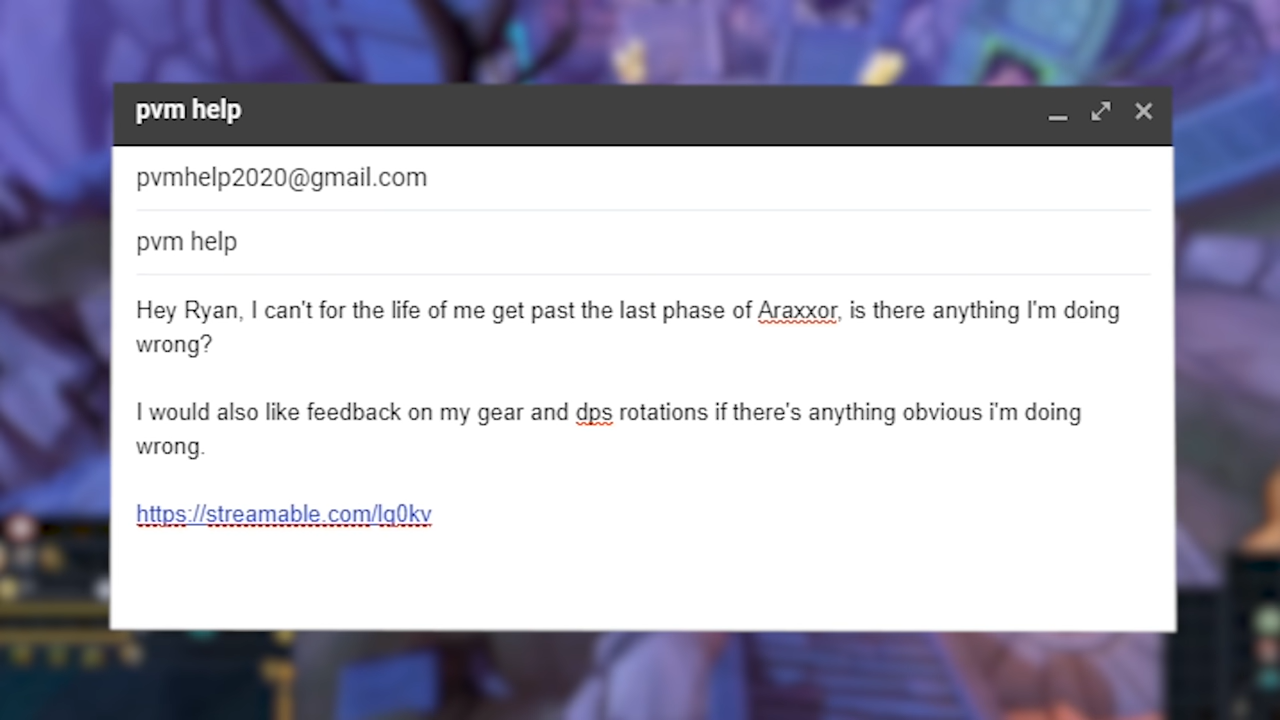 pvm help
pvmhelp2020@gmail.com
pvm help
Hey Ryan, I can't for the life of me get past the last phase of Araxxor, is there anything I'm doing
wrong?
I would also like feedback on my gear and dps rotations if there's anything obvious i'm doing
wrong.
https://streamable.com/lq0kv